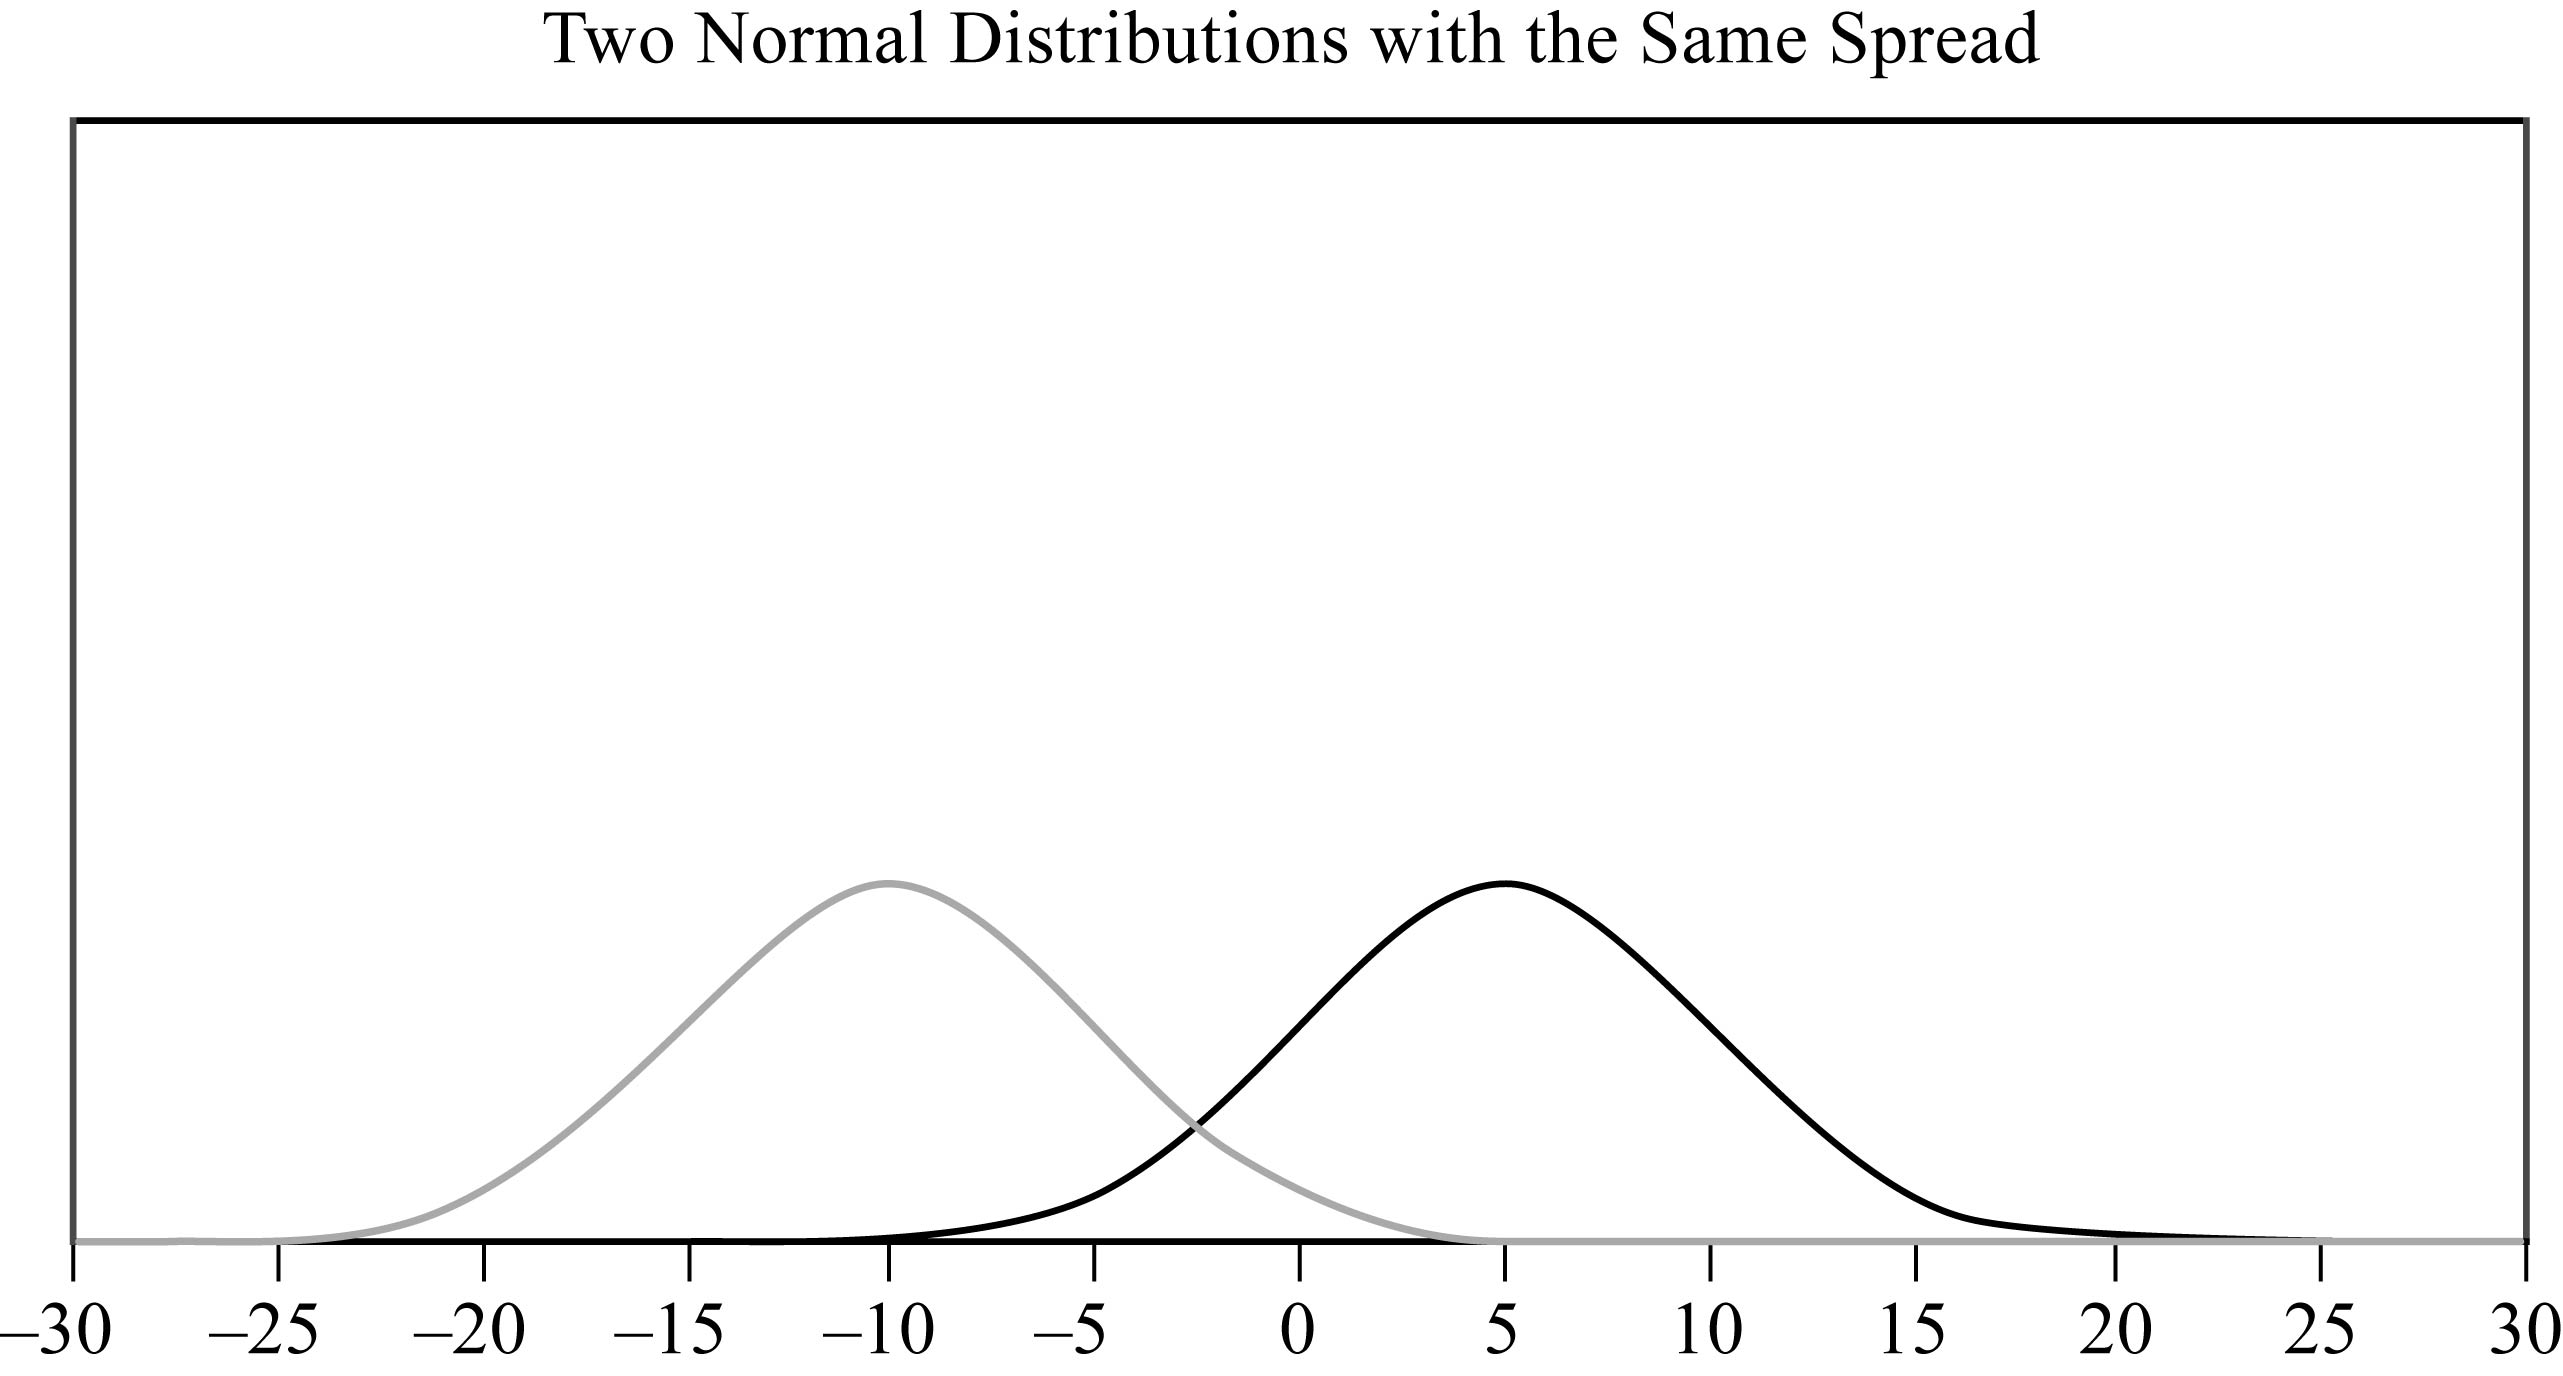 Two Normal Distributions with the Same Spread
–30 –25 –20 –15 –10 –5 0 5 10 15 20 25 30